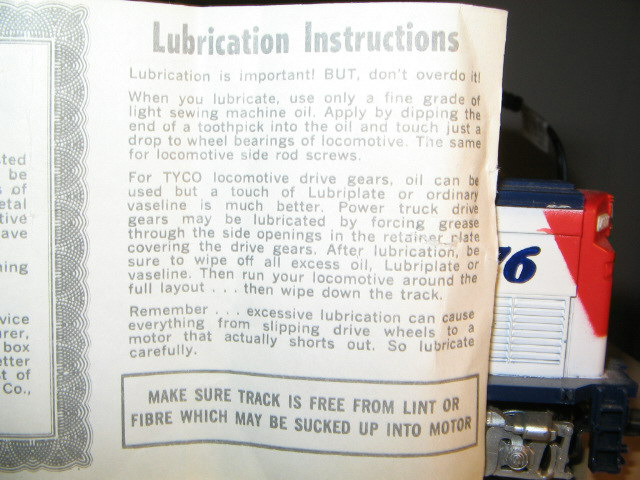 Lubrication Instructions
Lubrication is important! BUT, don't overdo it!
When you lubricate, use only a fine grade of
light sewing machine oil. Apply by dipping the
end of a toothpick into the oil and touch just a
drop to wheel bearings of locomotive. The same
for locomotive side rod screws.
For TYCO locomotive drive gears, oil can be
used but a touch of Lubriplate or ordinary
vaseline is much better. Power truck drive
gears may be lubricated by forcing grease
through the side openings in the retainer plate
covering the drive gears. After lubrication, be
sure to wipe off all excess oil, Lubriplate or
vaseline. Then run your locomotive around the
full layout . . . then wipe down the track.
Remember . . . excessive lubrication can cause
everything from slipping drive wheels to a
motor that actually shorts out. So lubricate
carefully.
MAKE SURE TRACK IS FREE FROM LINT OR
FIBRE WHICH MAY BE SUCKED UP INTO MOTOR
be
of
box
of
Co.,
76